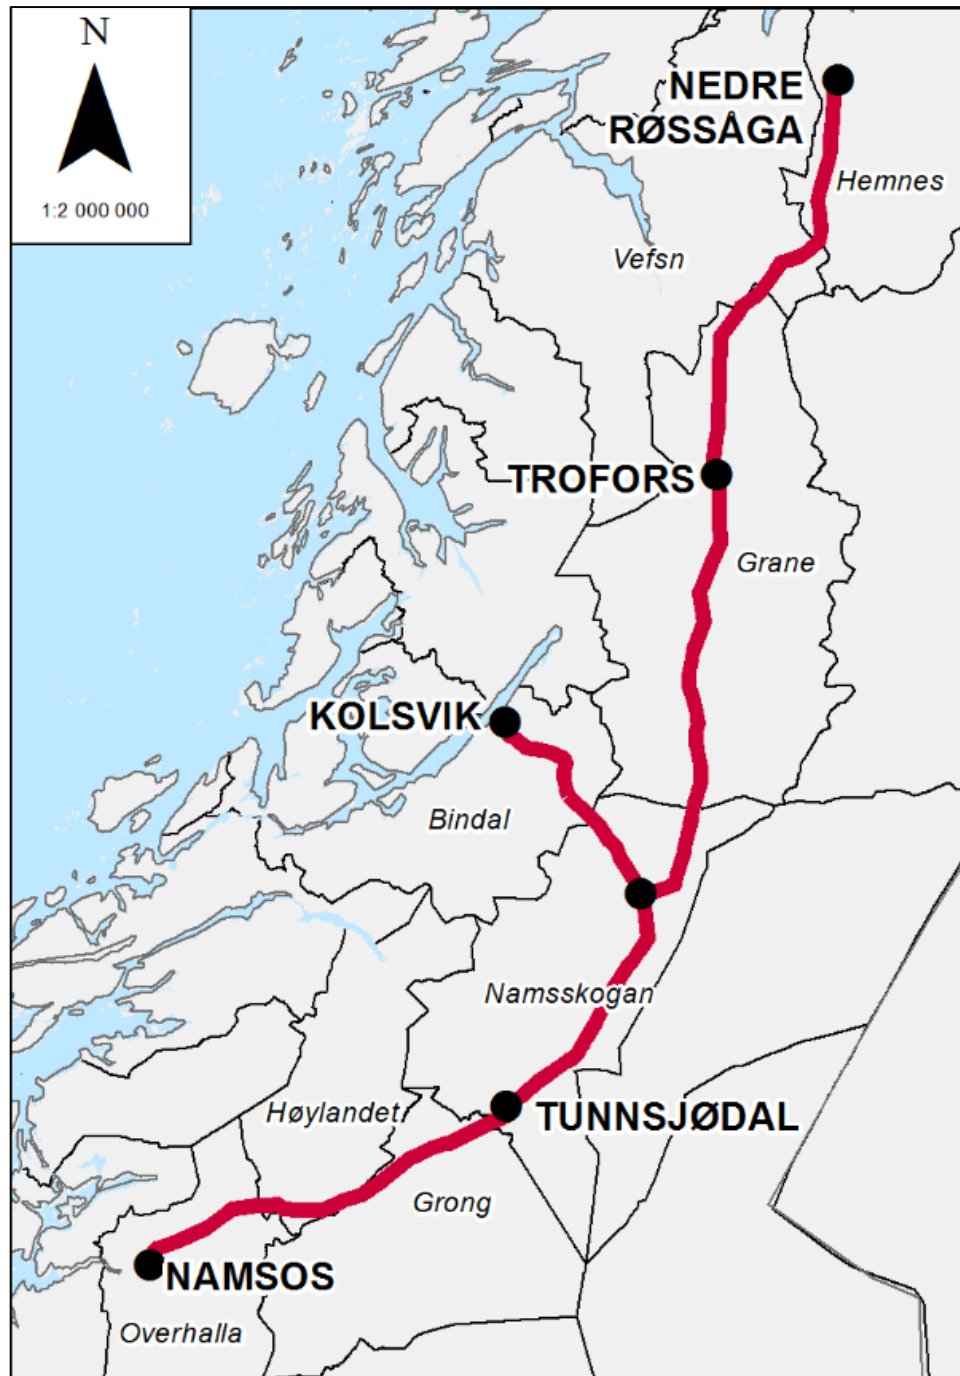 N
1:2 000 000
NEDRE
RØSSÅGA
Hemnes
Vefsn
TROFORS
Grane
KOLSVIK
Bindal
Namsskogan
Høylandet
TUNNSJØDAL
Grong
NAMSOS
Overhalla